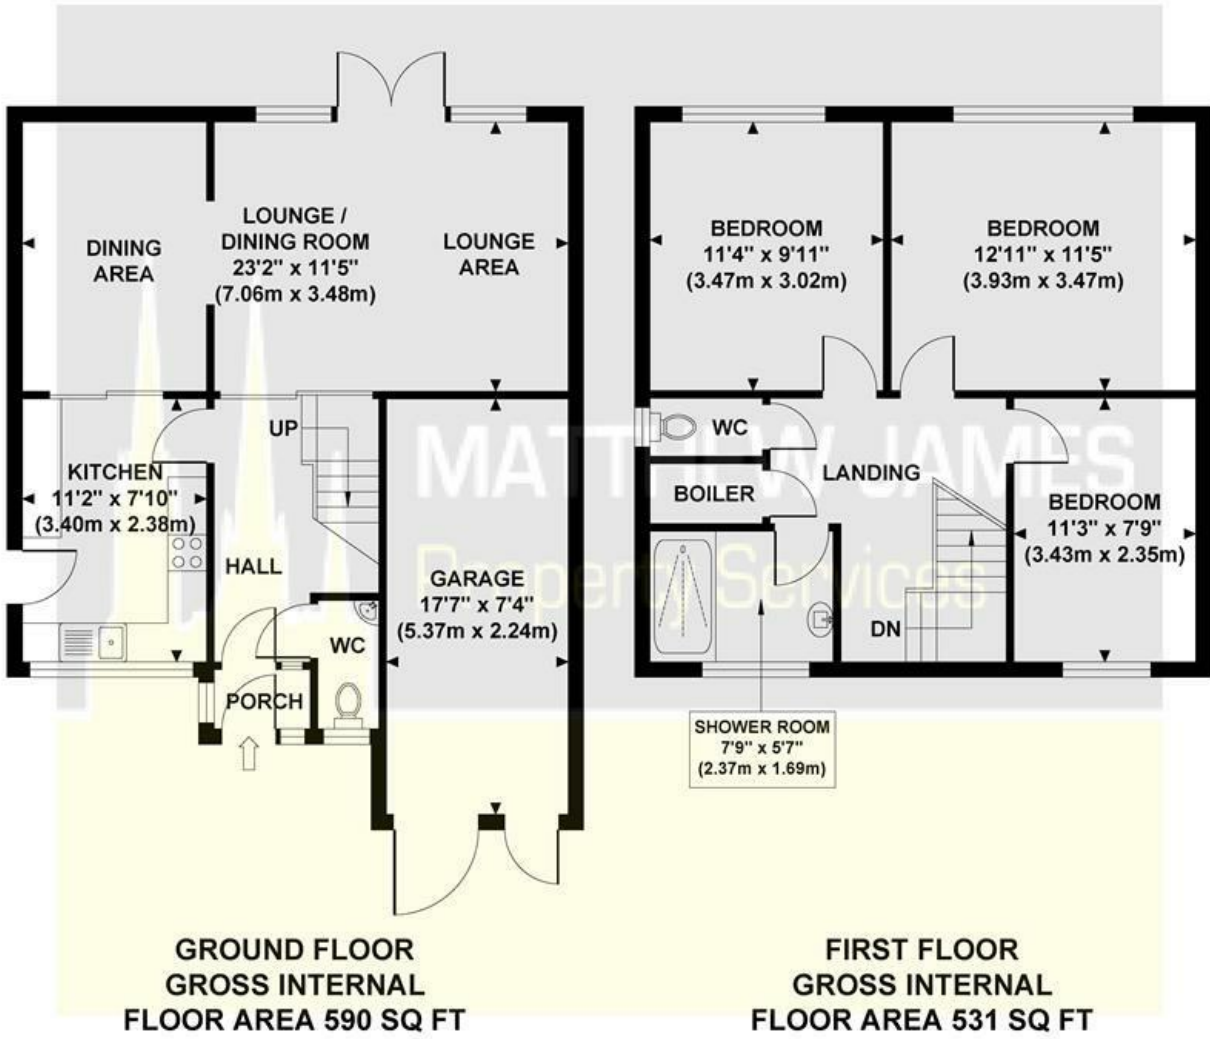 LOUNGE /
DINING ROOM
23'2" x 11'5"
(7.06m x 3.48m)
DINING
AREA
LOUNGE
AREA
UP
KITCHEN
11'2" x 7'10"
(3.40m x 2.38m)
HALL
WC
PORCH
GARAGE
17'7" x 7'4"
(5.37m x 2.24m)
GROUND FLOOR
GROSS INTERNAL
FLOOR AREA 590 SQ FT
BEDROOM
11'4" x 9'11"
(3.47m x 3.02m)
BEDROOM
12'11" x 11'5"
(3.93m x 3.47m)
WC
LANDING
BOILER
BEDROOM
11'3" x 7'9"
(3.43m x 2.35m)
DN
SHOWER ROOM
7'9" x 5'7"
(2.37m x 1.69m)
FIRST FLOOR
GROSS INTERNAL
FLOOR AREA 531 SQ FT
MATTHEW JAMES
Property Services